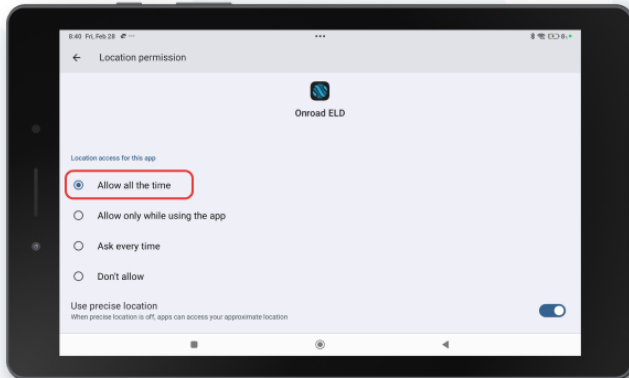 8:40 Fri, Feb 28
Location permission
Onroad ELD
Location access for this app
Allow all the time
Allow only while using the app
Ask every time
Don't allow
Use precise location
When precise location is off, apps can access your approximate location